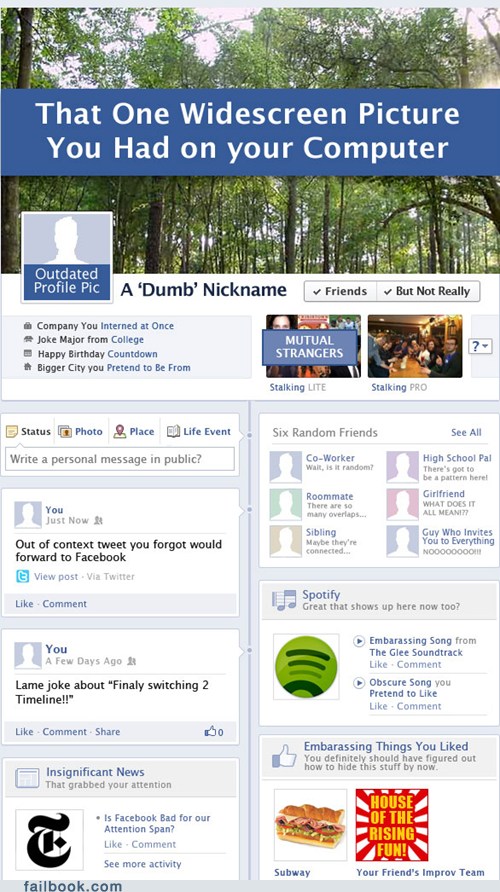 That One Widescreen Picture
You Had on your Computer
Outdated
Profile Pic
A ‘Dumb’ Nickname
Friends
But Not Really
Company You Interned at Once
Joke Major from College
Happy Birthday Countdown
Bigger City you Pretend to Be From
MUTUAL
STRANGERS
?
Stalking LITE
Stalking PRO
Status
Photo
Place
Life Event
Write a personal message in public?
You
Just Now
Out of context tweet you forgot would
forward to Facebook
View post · Via Twitter
Like · Comment
You
A Few Days Ago
Lame joke about “Finaly switching 2
Timeline!!”
Like · Comment · Share
0
Insignificant News
That grabbed your attention
T
• Is Facebook Bad for our
Attention Span?
Like · Comment
See more activity
Six Random Friends
See All
Co-Worker
Wait, is it random?
High School Pal
There's got to
be a pattern here!
Roommate
There are so
many overlaps...
Girlfriend
WHAT DOES IT
ALL MEAN!??
Sibling
Maybe they're
connected...
Guy Who Invites
You to Everything
NOOOOOOOO!!!
Spotify
Great that shows up here now too?
Embarassing Song from
The Glee Soundtrack
Like · Comment
Obscure Song you
Pretend to Like
Like · Comment
Embarassing Things You Liked
You definitely should have figured out
how to hide this stuff by now.
HOUSE
OF THE
RISING
FUN!
Subway
Your Friend's Improv Team
failbook.com